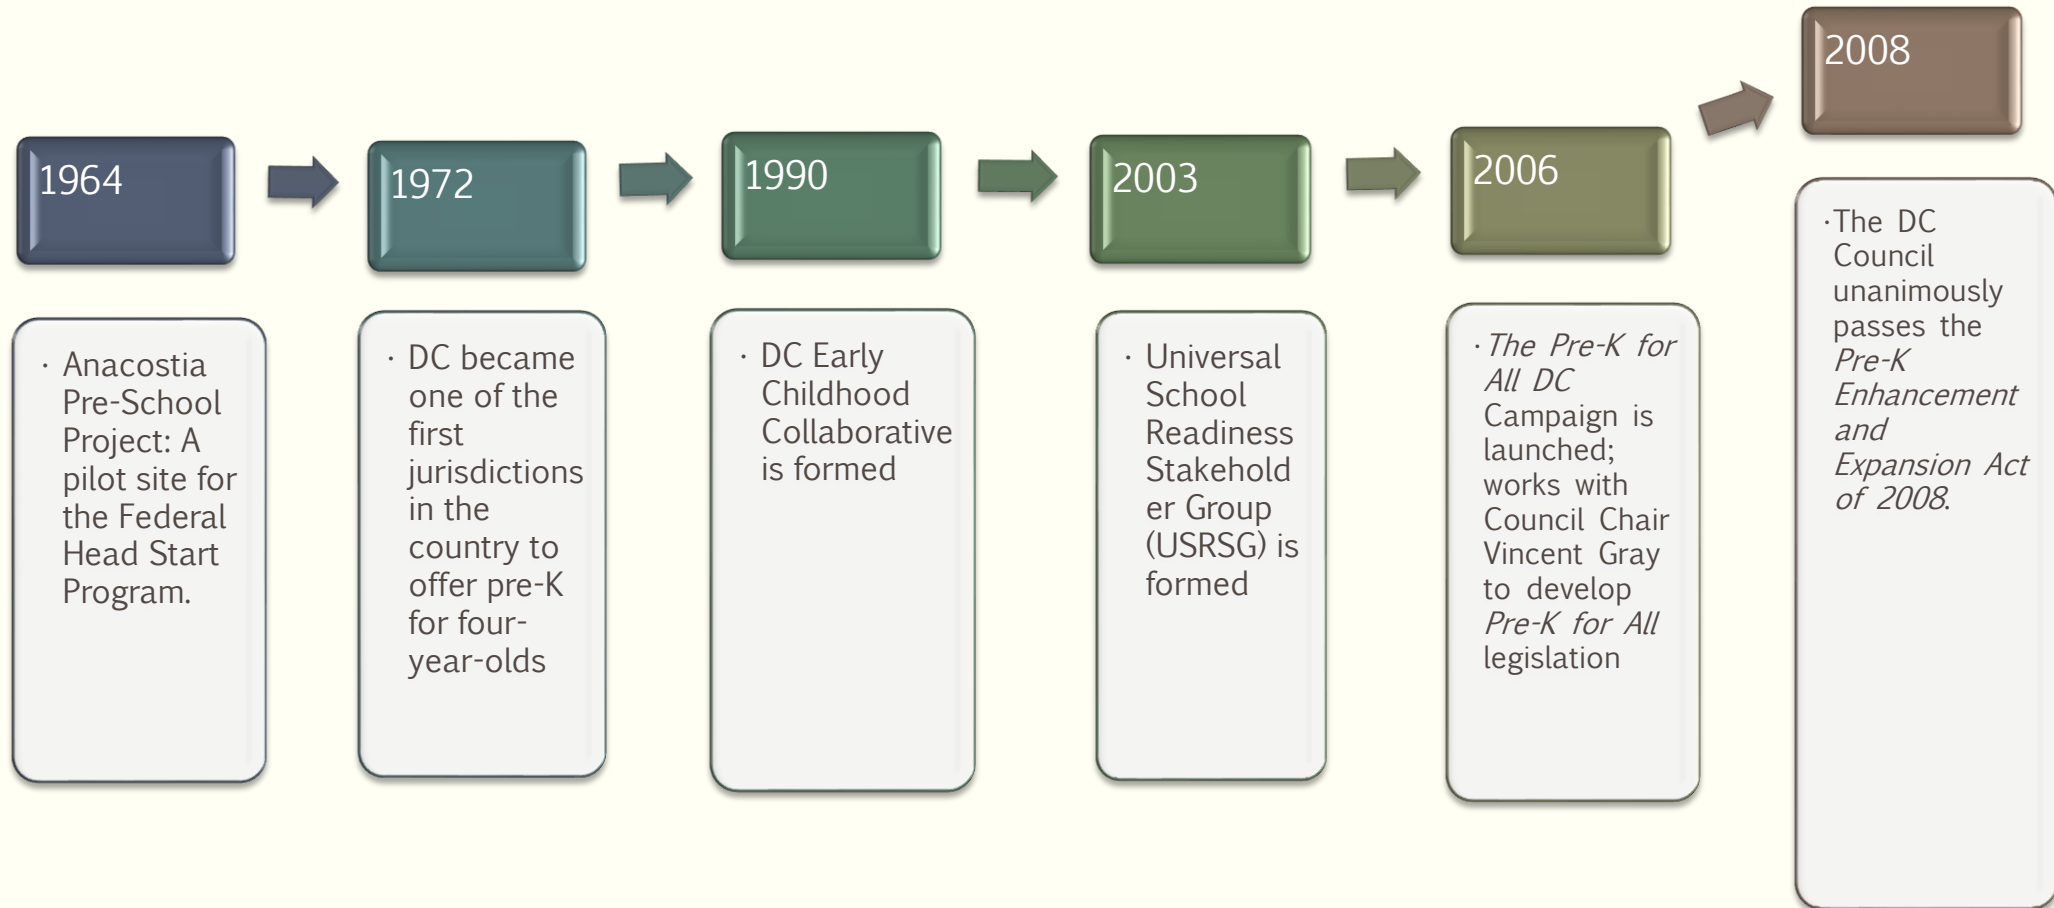 1964
· Anacostia
Pre-School
Project: A
pilot site for
the Federal
Head Start
Program.
1972
· DC became
one of the
first
jurisdictions
in the
country to
offer pre-K
for four-
year-olds
1990
· DC Early
Childhood
Collaborative
is formed
2003
· Universal
School
Readiness
Stakehold
er Group
(USRSG) is
formed
2006
·The Pre-K for
All DC
Campaign is
launched;
works with
Council Chair
Vincent Gray
to develop
Pre-K for All
legislation
2008
·The DC
Council
unanimously
passes the
Pre-K
Enhancement
and
Expansion Act
of 2008.